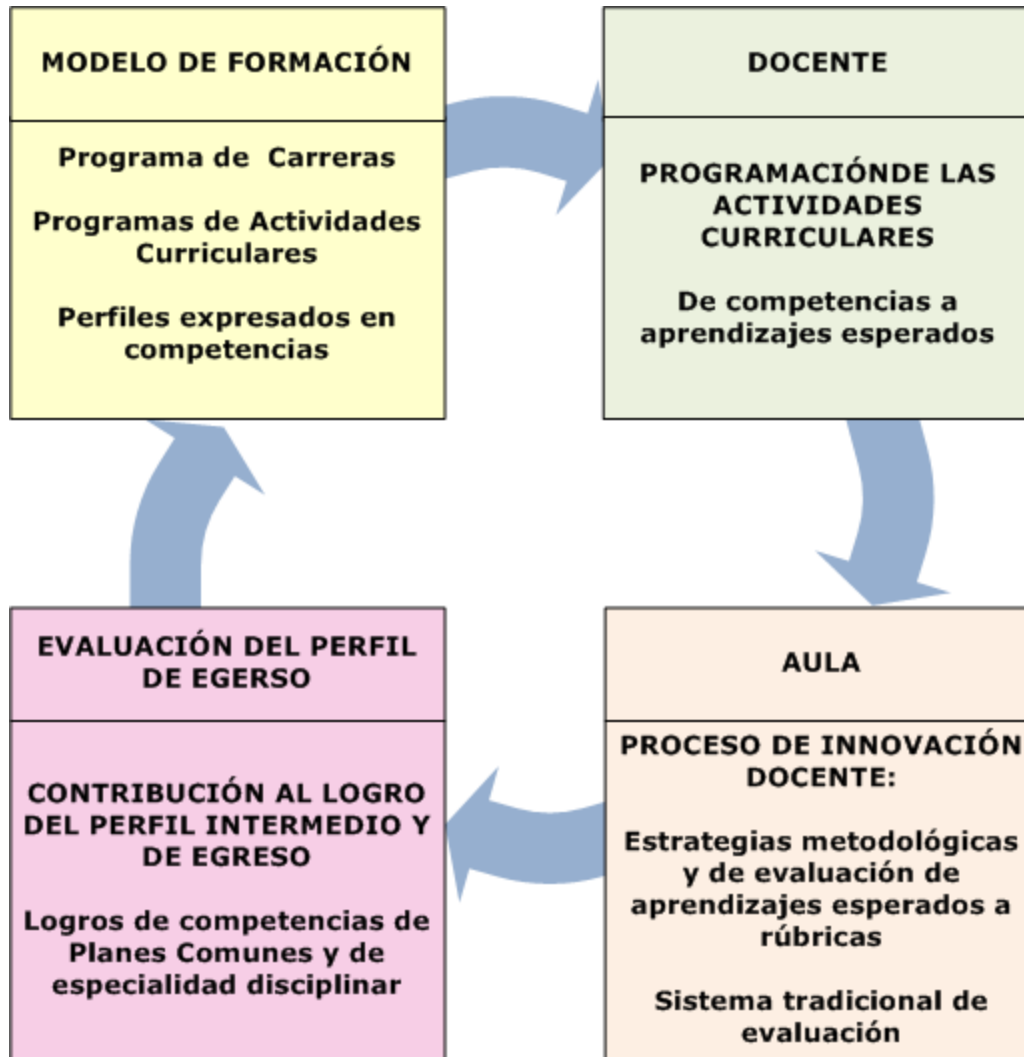 MODELO DE FORMACIÓN
Programa de Carreras
Programas de Actividades
Curriculares
Perfiles expresados en
competencias
DOCENTE
PROGRAMACIÓNDE LAS
ACTIVIDADES
CURRICULARES
De competencias a
aprendizajes esperados
AULA
PROCESO DE INNOVACIÓN
DOCENTE:
Estrategias metodológicas
y de evaluación de
aprendizajes esperados a
rúbricas
Sistema tradicional de
evaluación
EVALUACIÓN DEL PERFIL
DE EGERSO
CONTRIBUCIÓN AL LOGRO
DEL PERFIL INTERMEDIO Y
DE EGRESO
Logros de competencias de
Planes Comunes y de
especialidad disciplinar